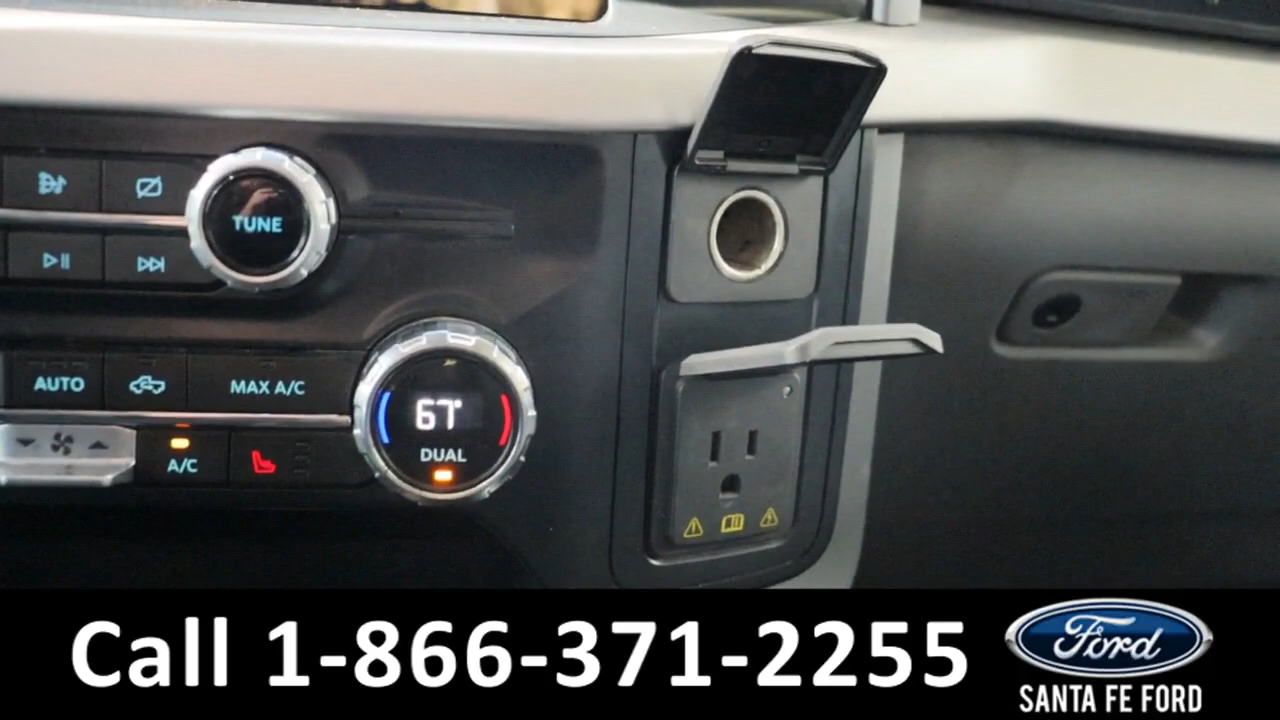 TUNE
AUTO
MAX A/C
67°
DUAL
A/C
Call 1-866-371-2255
Ford
SANTA FE FORD